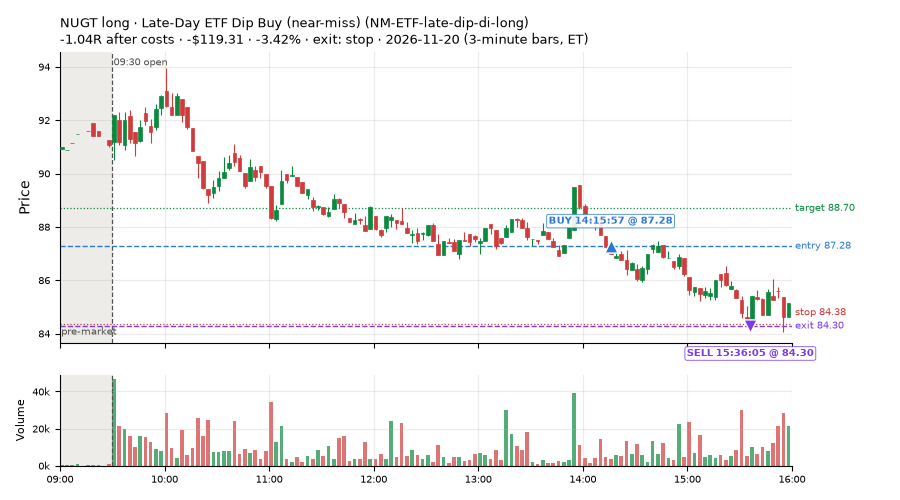 NUGT long · Late-Day ETF Dip Buy (near-miss) (NM-ETF-late-dip-di-long)
-1.04R after costs · -$119.31 · -3.42% · exit: stop · 2026-11-20 (3-minute bars, ET)
09:30 open
94
92
90
88
86
84
Price
target 88.70
BUY 14:15:57 @ 87.28
entry 87.28
stop 84.38
exit 84.30
pre-market
SELL 15:36:05 @ 84.30
40k
20k
0k
Volume
09:00
10:00
11:00
12:00
13:00
14:00
15:00
16:00